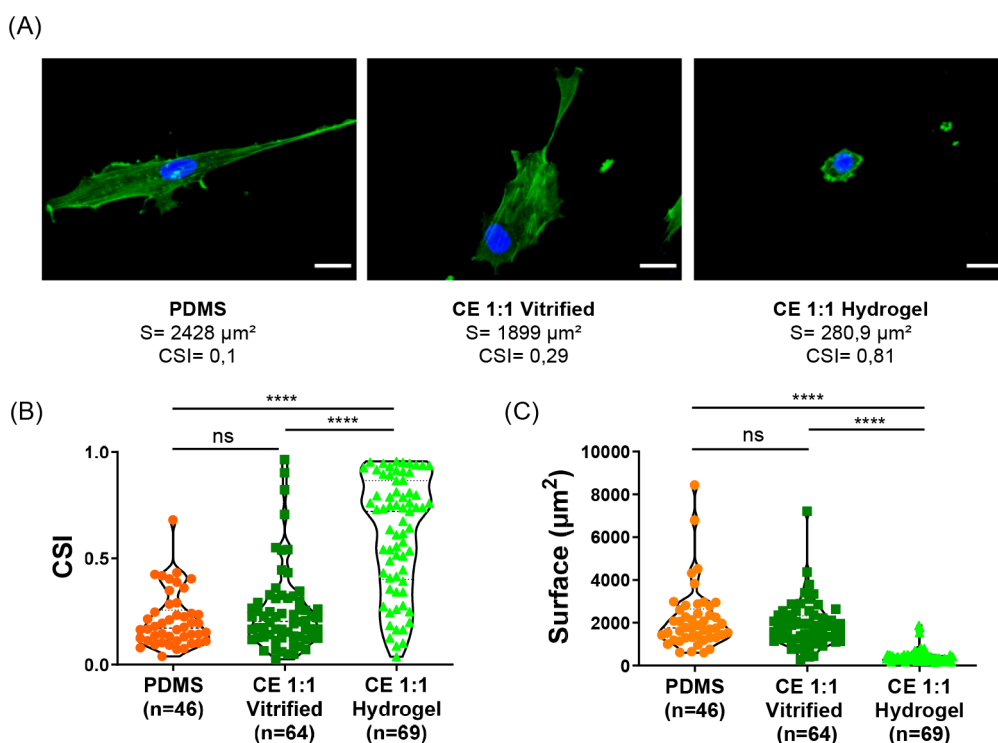 (A)
PDMS
S= 2428 µm²
CSI= 0,1
CE 1:1 Vitrified
S= 1899 µm²
CSI= 0,29
CE 1:1 Hydrogel
S= 280,9 µm²
CSI= 0,81
(B)
****
****
ns
CSI
1.0
0.5
0.0
PDMS
(n=46)
CE 1:1
Vitrified
(n=64)
CE 1:1
Hydrogel
(n=69)
(C)
****
****
ns
Surface (µm²)
10000
8000
6000
4000
2000
0
PDMS
(n=46)
CE 1:1
Vitrified
(n=64)
CE 1:1
Hydrogel
(n=69)